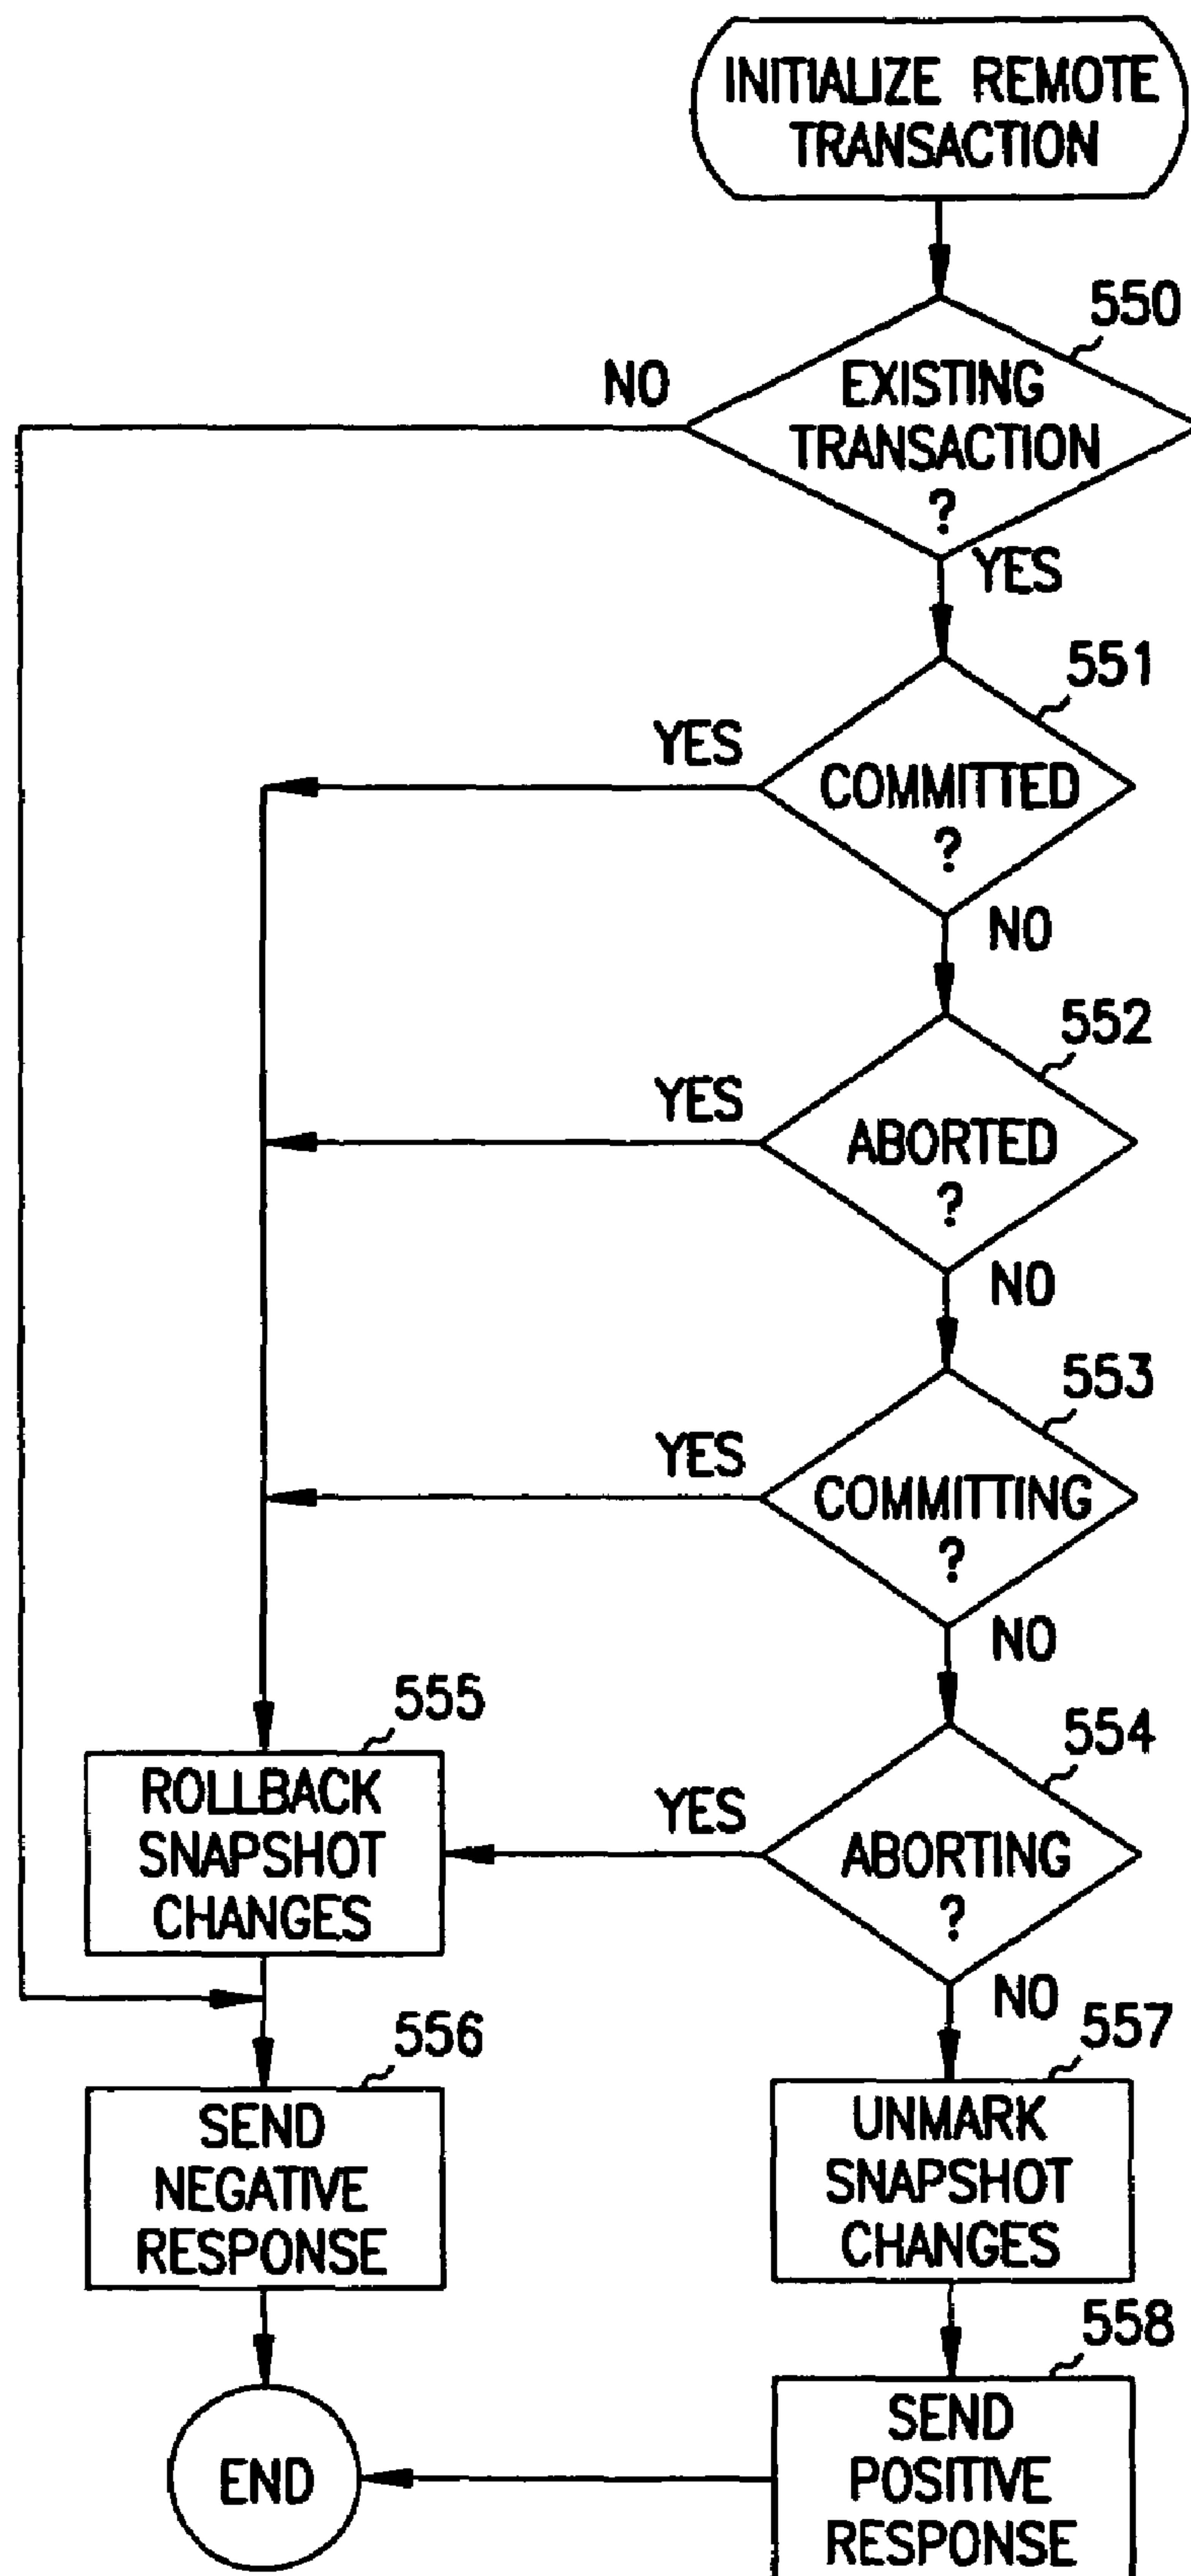 INITIALIZE REMOTE
TRANSACTION
550
NO
EXISTING
TRANSACTION
?
YES
551
YES
COMMITTED
?
NO
552
YES
ABORTED
?
NO
553
YES
COMMITTING
?
NO
555
554
ROLLBACK
SNAPSHOT
CHANGES
YES
ABORTING
?
NO
556
557
SEND
NEGATIVE
RESPONSE
UNMARK
SNAPSHOT
CHANGES
558
END
SEND
POSITIVE
RESPONSE